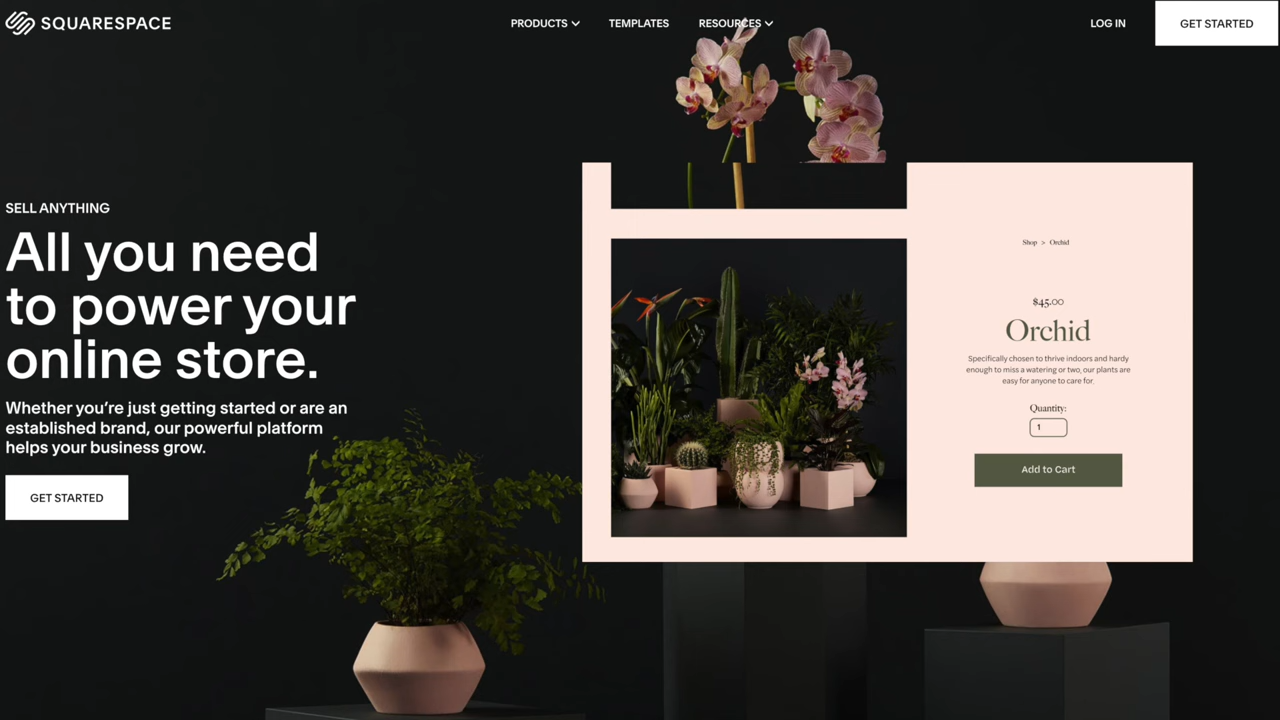 SQUARESPACE
PRODUCTS
TEMPLATES
RESOURCES
LOG IN
GET STARTED
SELL ANYTHING
All you need
to power your
online store.
Whether you’re just getting started or are an
established brand, our powerful platform
helps your business grow.
GET STARTED
Shop > Orchid
$45.00
Orchid
Specifically chosen to thrive indoors and hardy
enough to miss a watering or two, our plants are
easy for anyone to care for.
Quantity:
1
Add to Cart